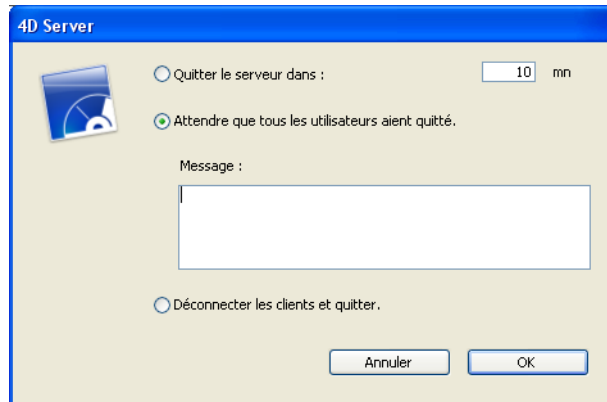 4D Server
Quitter le serveur dans : 10 mn
Attendre que tous les utilisateurs aient quitté.
Message :
Déconnecter les clients et quitter.
Annuler OK